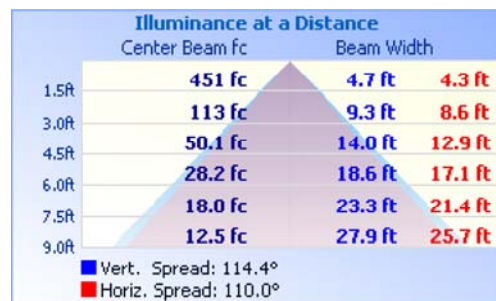 Illuminance at a Distance
Center Beam fc Beam Width
451 fc 4.7 ft 4.3 ft
1.5ft
113 fc 9.3 ft 8.6 ft
3.0ft
50.1 fc 14.0 ft 12.9 ft
4.5ft
28.2 fc 18.6 ft 17.1 ft
6.0ft
18.0 fc 23.3 ft 21.4 ft
7.5ft
12.5 fc 27.9 ft 25.7 ft
9.0ft
Vert. Spread: 114.4°
Horiz. Spread: 110.0°